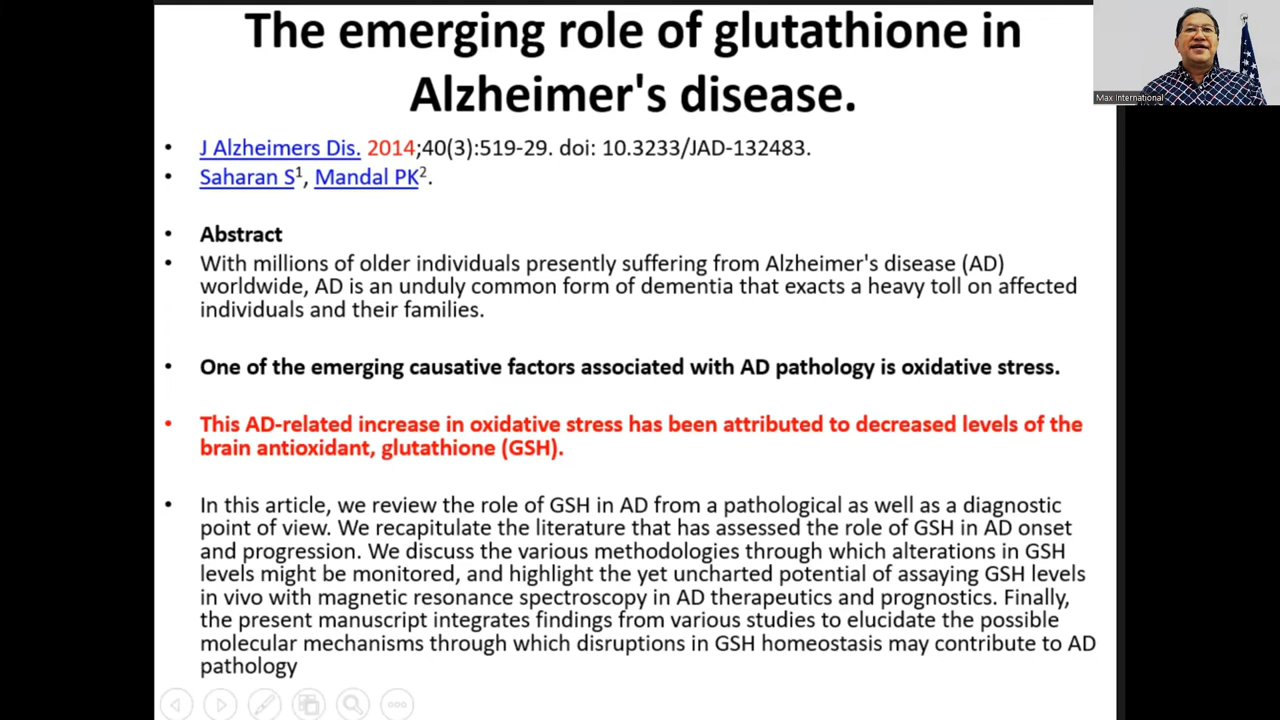 The emerging role of glutathione in
Alzheimer's disease.
Max International
• J Alzheimers Dis. 2014;40(3):519-29. doi: 10.3233/JAD-132483.
• Saharan S1, Mandal PK2.
• Abstract
• With millions of older individuals presently suffering from Alzheimer's disease (AD)
worldwide, AD is an unduly common form of dementia that exacts a heavy toll on affected
individuals and their families.
• One of the emerging causative factors associated with AD pathology is oxidative stress.
• This AD-related increase in oxidative stress has been attributed to decreased levels of the
brain antioxidant, glutathione (GSH).
• In this article, we review the role of GSH in AD from a pathological as well as a diagnostic
point of view. We recapitulate the literature that has assessed the role of GSH in AD onset
and progression. We discuss the various methodologies through which alterations in GSH
levels might be monitored, and highlight the yet uncharted potential of assaying GSH levels
in vivo with magnetic resonance spectroscopy in AD therapeutics and prognostics. Finally,
the present manuscript integrates findings from various studies to elucidate the possible
molecular mechanisms through which disruptions in GSH homeostasis may contribute to AD
pathology